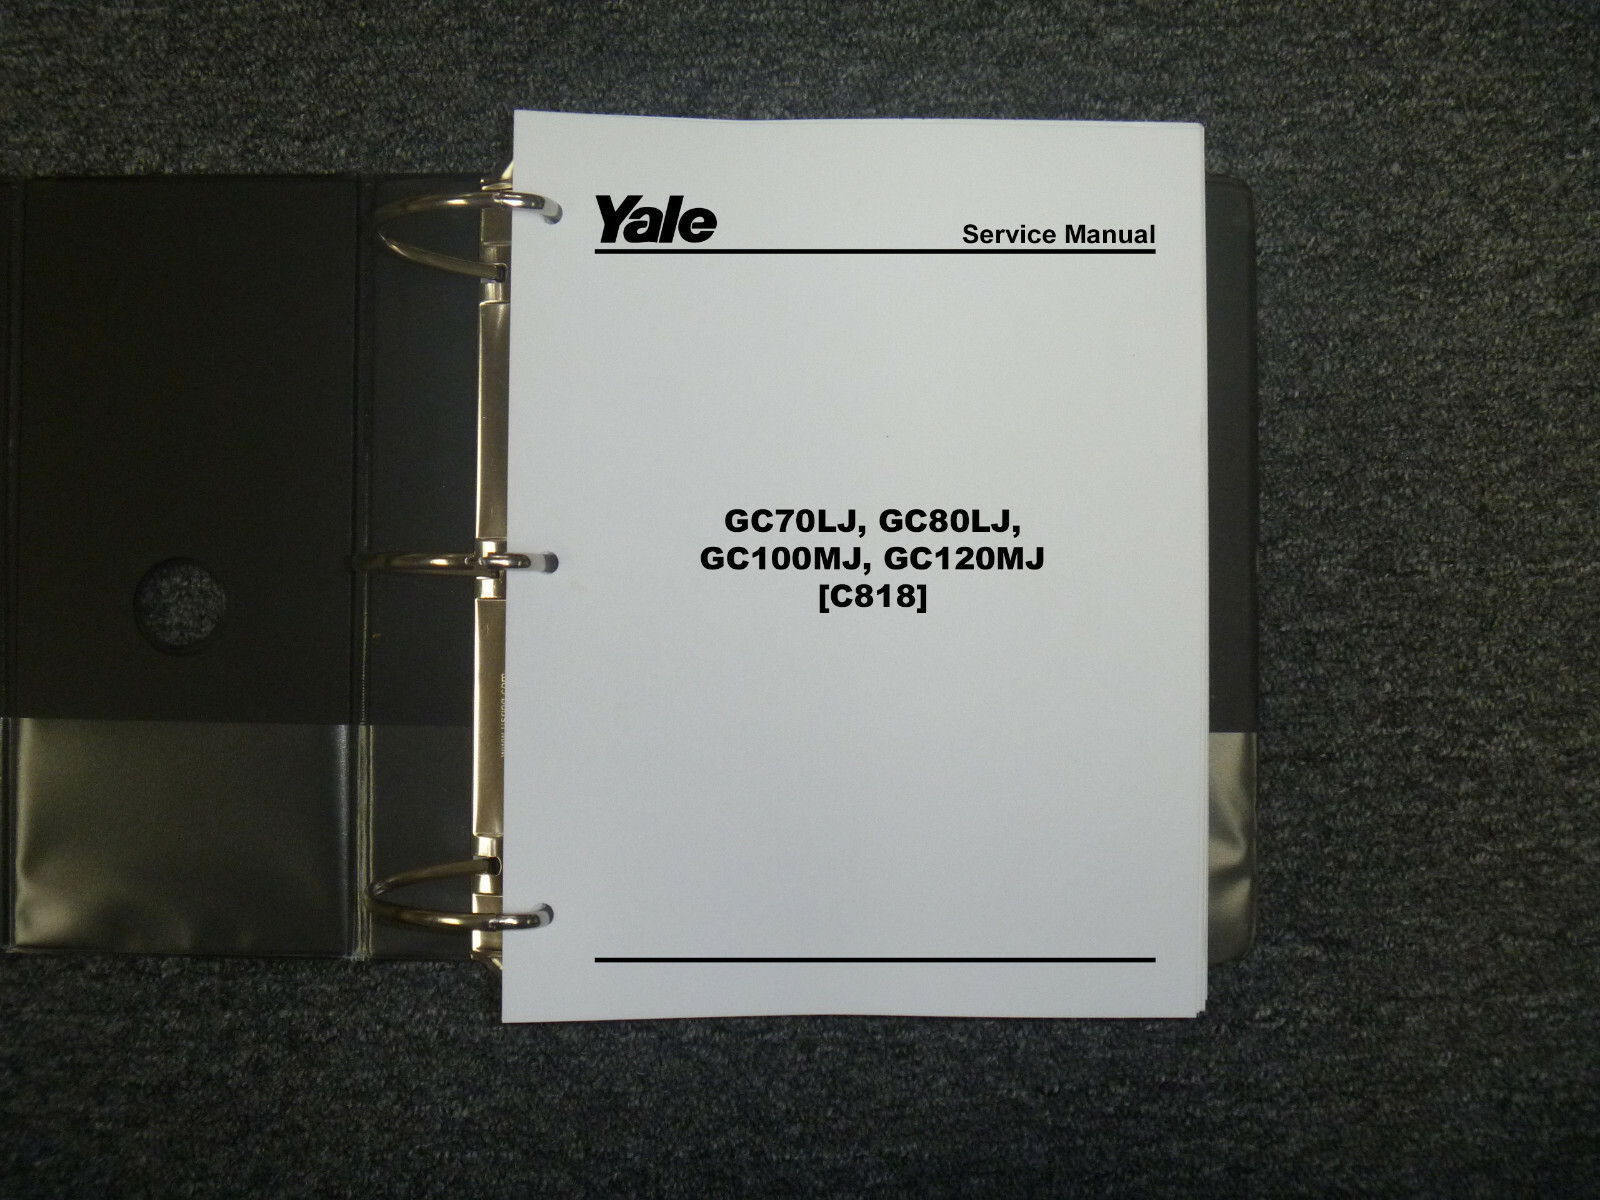 Yale
Service Manual
GC70LJ, GC80LJ,
GC100MJ, GC120MJ
[C818]